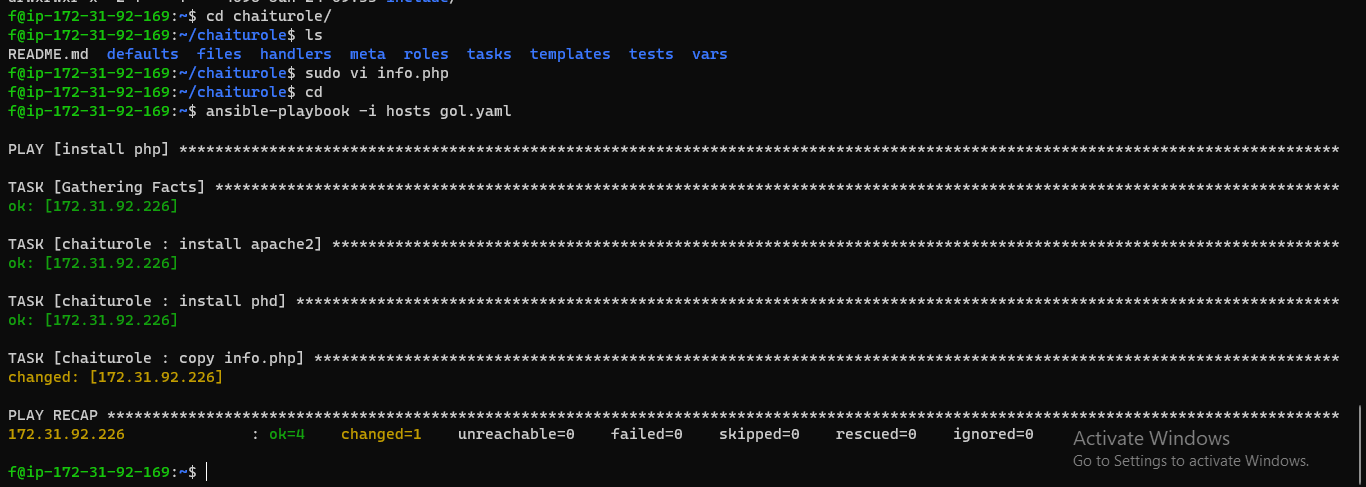 f@ip-172-31-92-169:~$ cd chaiturole/
f@ip-172-31-92-169:~/chaiturole$ ls
README.md defaults files handlers meta roles tasks templates tests vars
f@ip-172-31-92-169:~/chaiturole$ sudo vi info.php
f@ip-172-31-92-169:~/chaiturole$ cd
f@ip-172-31-92-169:~$ ansible-playbook -i hosts gol.yaml
PLAY [install php] *********************************************************************************************************************************
TASK [Gathering Facts] *****************************************************************************************************************************
ok: [172.31.92.226]
TASK [chaiturole : install apache2] ****************************************************************************************************************
ok: [172.31.92.226]
TASK [chaiturole : install phd] ********************************************************************************************************************
ok: [172.31.92.226]
TASK [chaiturole : copy info.php] ******************************************************************************************************************
changed: [172.31.92.226]
PLAY RECAP *****************************************************************************************************************************************
172.31.92.226 : ok=4 changed=1 unreachable=0 failed=0 skipped=0 rescued=0 ignored=0
Activate Windows
Go to Settings to activate Windows.
f@ip-172-31-92-169:~$